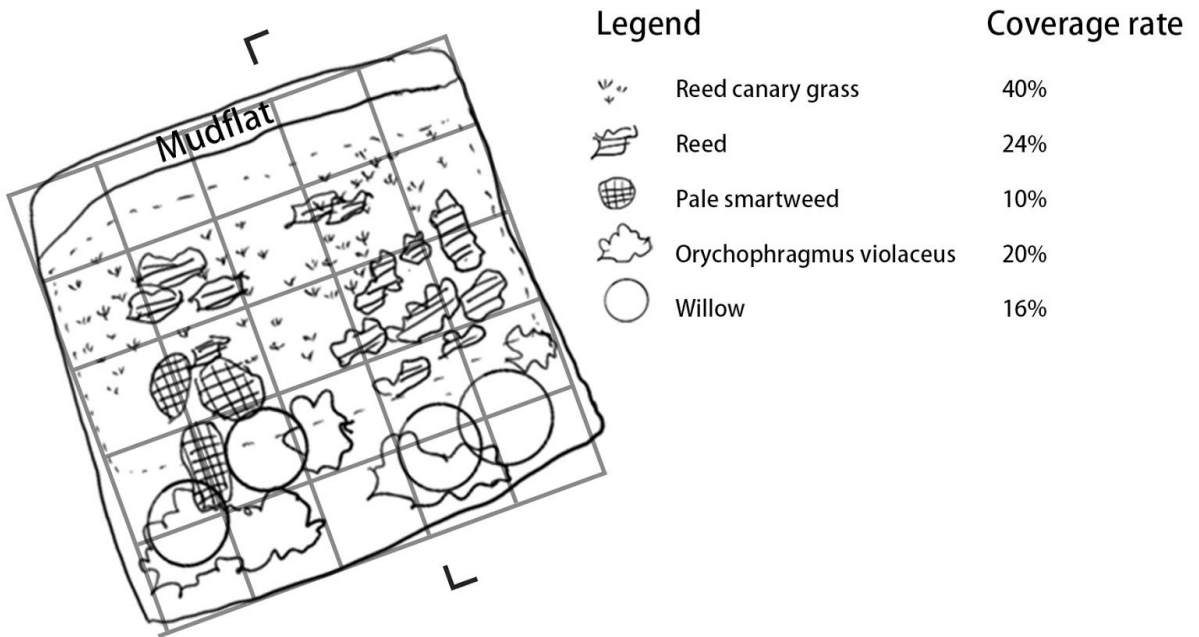 Legend Coverage rate
Mudflat
Reed canary grass 40%
Reed 24%
Pale smartweed 10%
Orychophragmus violaceus 20%
Willow 16%